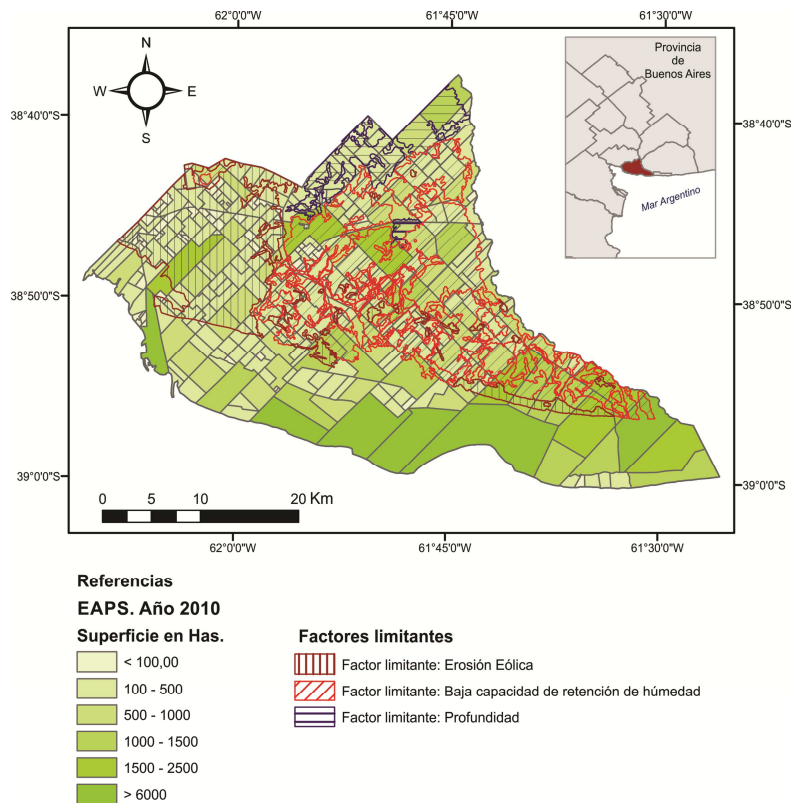 62°0'0"W 61°45'0"W 61°30'0"W
N
W E
S
Provincia
de
Buenos Aires
Mar Argentino
38°40'0"S 38°40'0"S
38°50'0"S 38°50'0"S
39°0'0"S 39°0'0"S
0 5 10 20 Km
62°0'0"W 61°45'0"W 61°30'0"W
Referencias
EAPS. Año 2010
Superficie en Has.
< 100,00
100 - 500
500 - 1000
1000 - 1500
1500 - 2500
> 6000
Factores limitantes
Factor limitante: Erosión Eólica
Factor limitante: Baja capacidad de retención de húmedad
Factor limitante: Profundidad